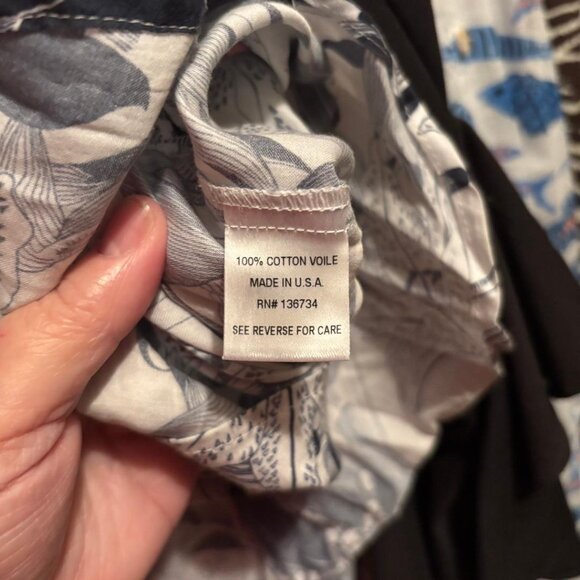 100% COTTON VOILE
MADE IN U.S.A.
RN# 136734
SEE REVERSE FOR CARE